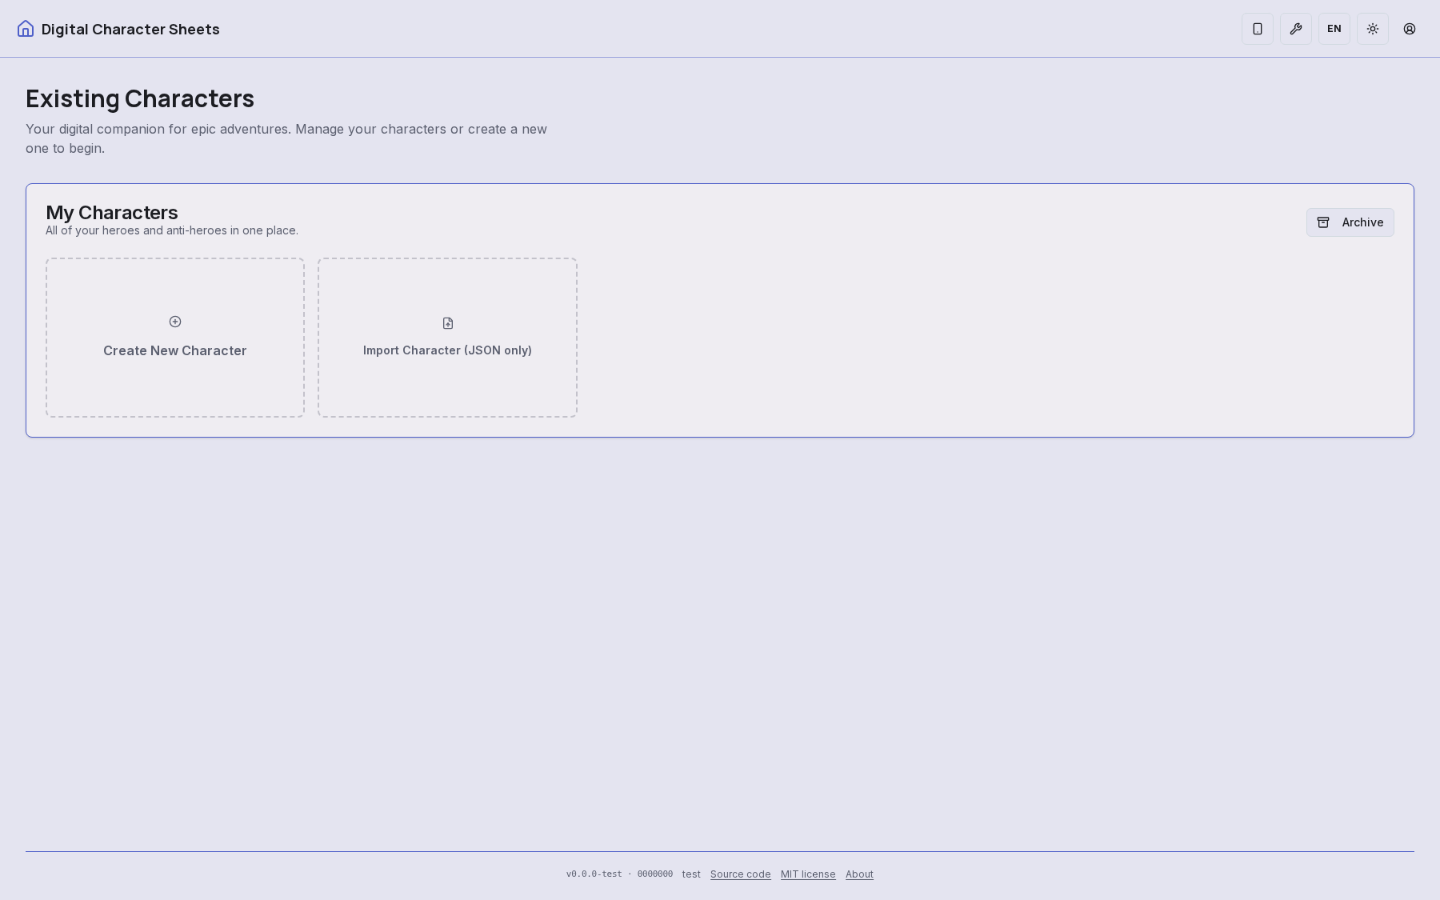 Digital Character Sheets
EN
Existing Characters
Your digital companion for epic adventures. Manage your characters or create a new
one to begin.
My Characters
All of your heroes and anti-heroes in one place.
Archive
Create New Character
Import Character (JSON only)
v0.0.0-test · 0000000 test Source code MIT license About